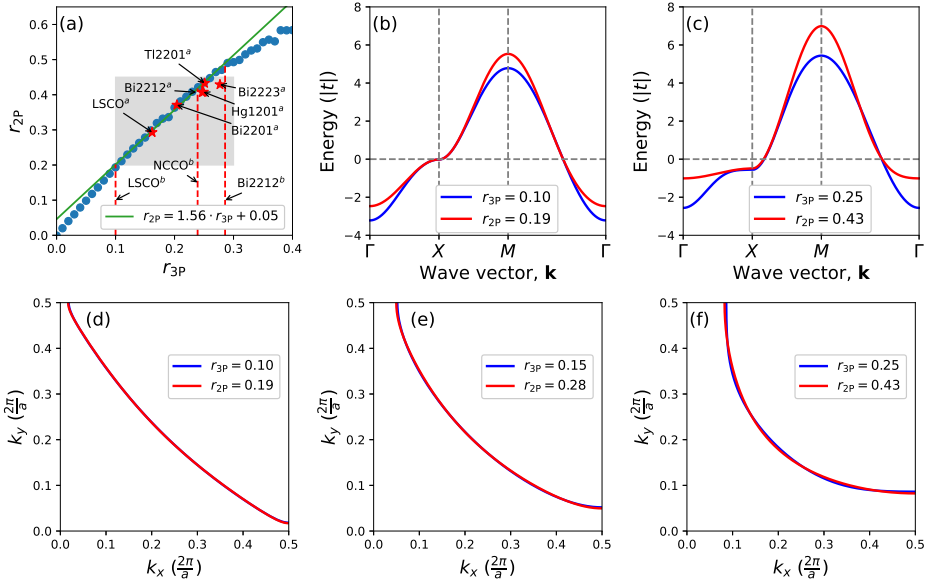 (a)
0.6
0.5
0.4
0.3
0.2
0.1
0.0
r₂P
Tl2201ᵃ
Bi2212ᵃ
LSCOᵃ
Bi2223ᵃ
Hg1201ᵃ
Bi2201ᵃ
NCCOᵇ
LSCOᵇ
Bi2212ᵇ
r₂P = 1.56 · r₃P + 0.05
0.0 0.1 0.2 0.3 0.4
r₃P
(b)
8
6
4
2
0
−2
−4
Energy (|t|)
r₃P = 0.10
r₂P = 0.19
Γ X M Γ
Wave vector, k
(c)
8
6
4
2
0
−2
−4
Energy (|t|)
r₃P = 0.25
r₂P = 0.43
Γ X M Γ
Wave vector, k
(d)
0.5
0.4
0.3
0.2
0.1
0.0
k_y (2π/a)
r₃P = 0.10
r₂P = 0.19
0.0 0.1 0.2 0.3 0.4 0.5
k_x (2π/a)
(e)
0.5
0.4
0.3
0.2
0.1
0.0
k_y (2π/a)
r₃P = 0.15
r₂P = 0.28
0.0 0.1 0.2 0.3 0.4 0.5
k_x (2π/a)
(f)
0.5
0.4
0.3
0.2
0.1
0.0
k_y (2π/a)
r₃P = 0.25
r₂P = 0.43
0.0 0.1 0.2 0.3 0.4 0.5
k_x (2π/a)